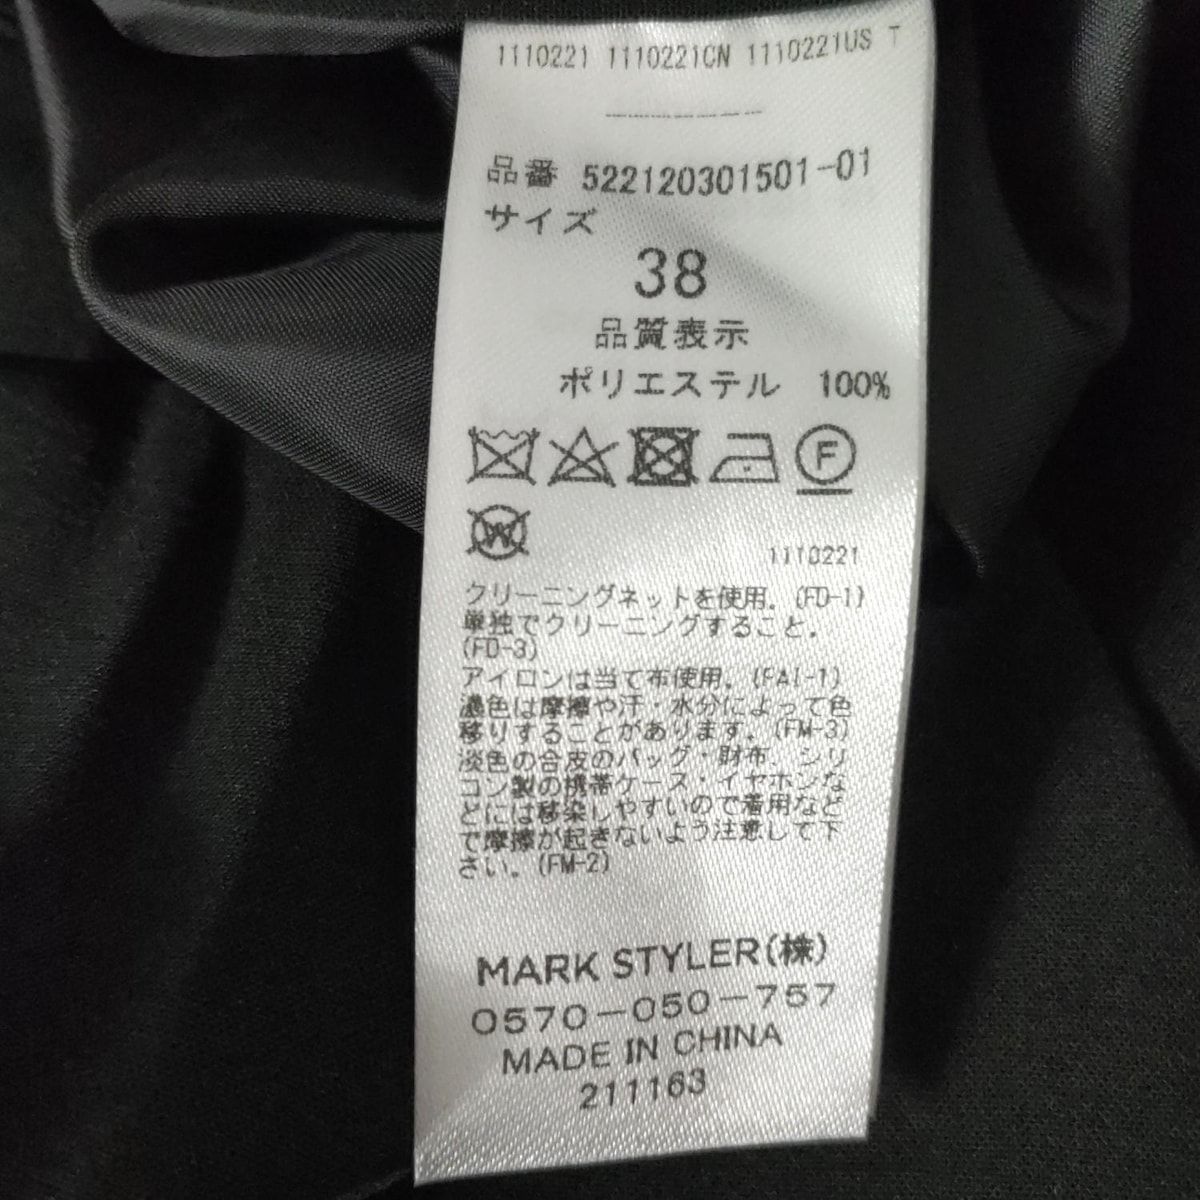 1110221 1110221CN 1110221US T
品番 522120301501-01
サイズ
38
品質表示
ポリエステル 100%
F
W
1110221
クリーニングネットを使用。(FD-1)
単独でクリーニングすること。
(FD-3)
アイロンは当て布使用。(FAI-1)
濃色は摩擦や汗・水分によって色
移りすることがあります。(FM-3)
淡色の合皮のバッグ・財布、シリ
コン製の携帯ケース・イヤホンな
どには移染しやすいので着用など
で摩擦が起きないよう注意して下
さい。(FM-2)
MARK STYLER(株)
0570-050-757
MADE IN CHINA
211163